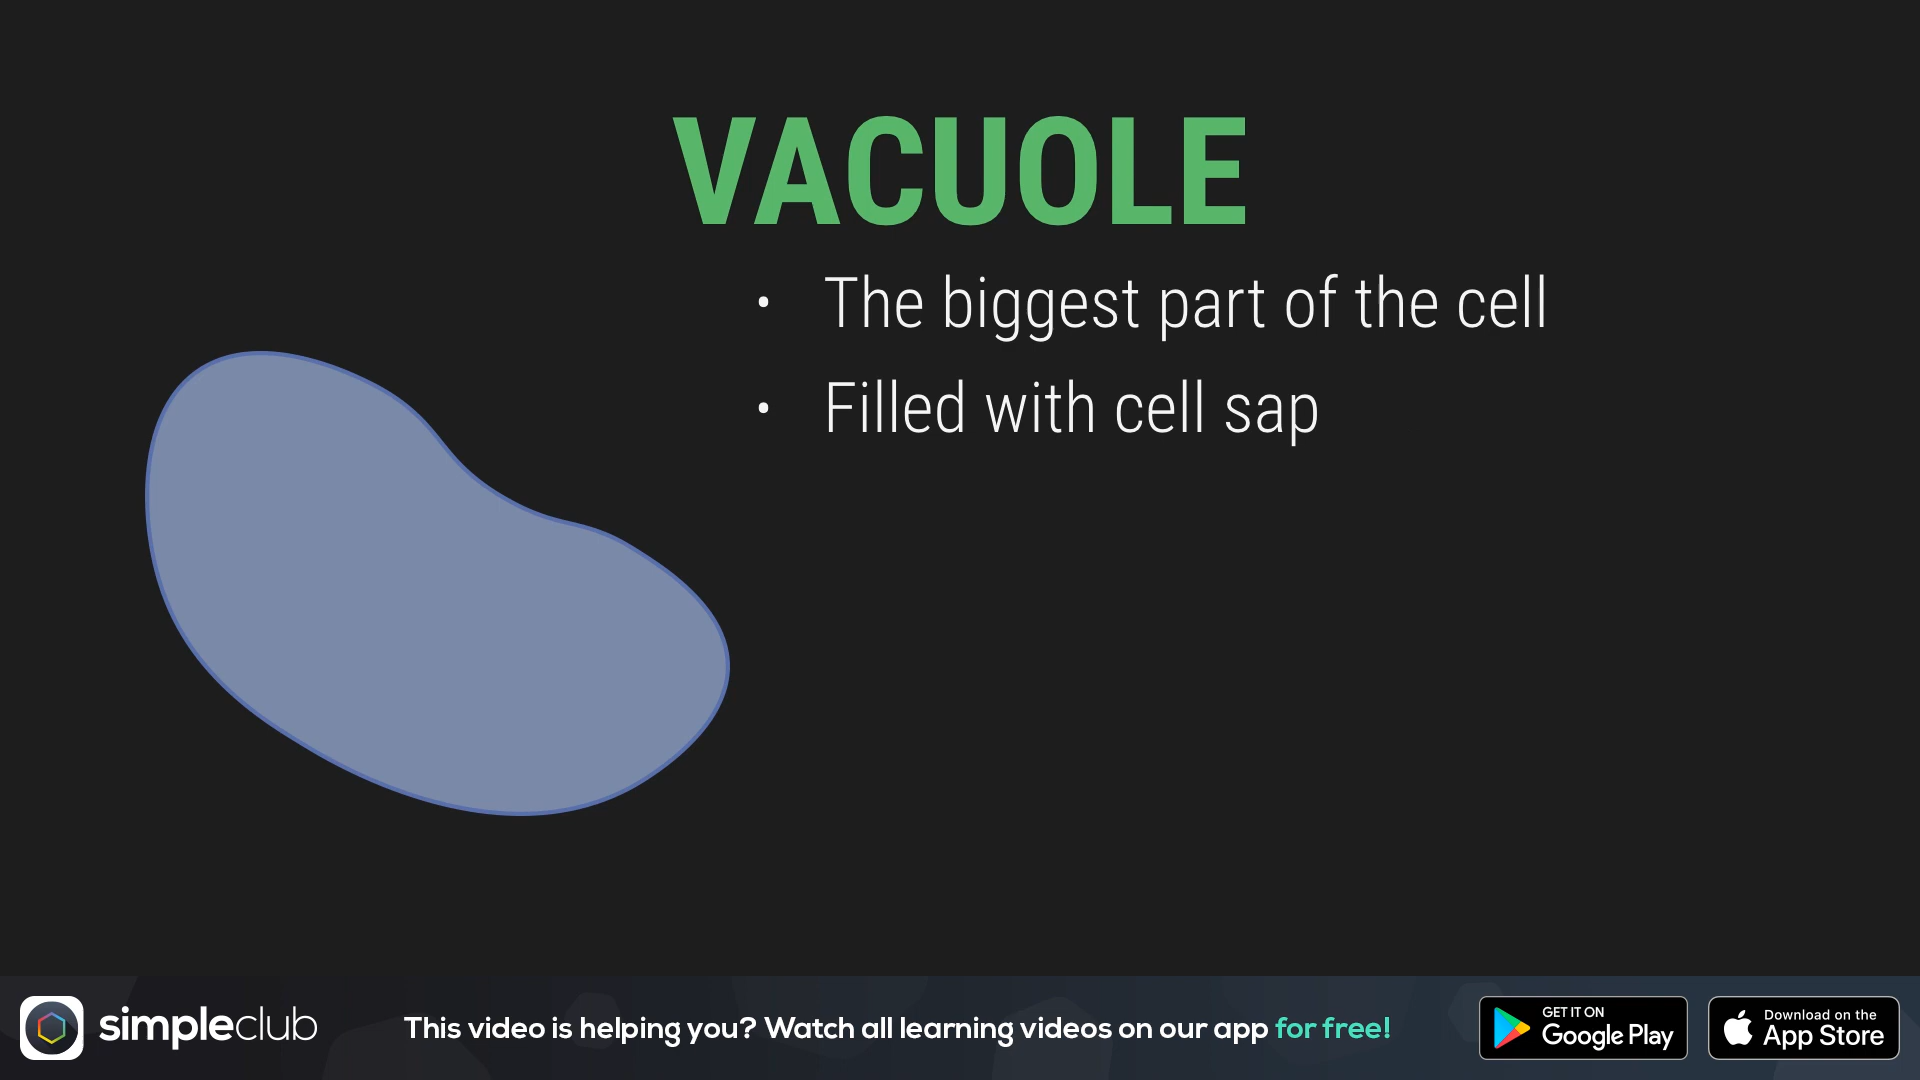 VACUOLE
• The biggest part of the cell
• Filled with cell sap
simpleclub
This video is helping you? Watch all learning videos on our app for free!
GET IT ON
Google Play
Download on the
App Store